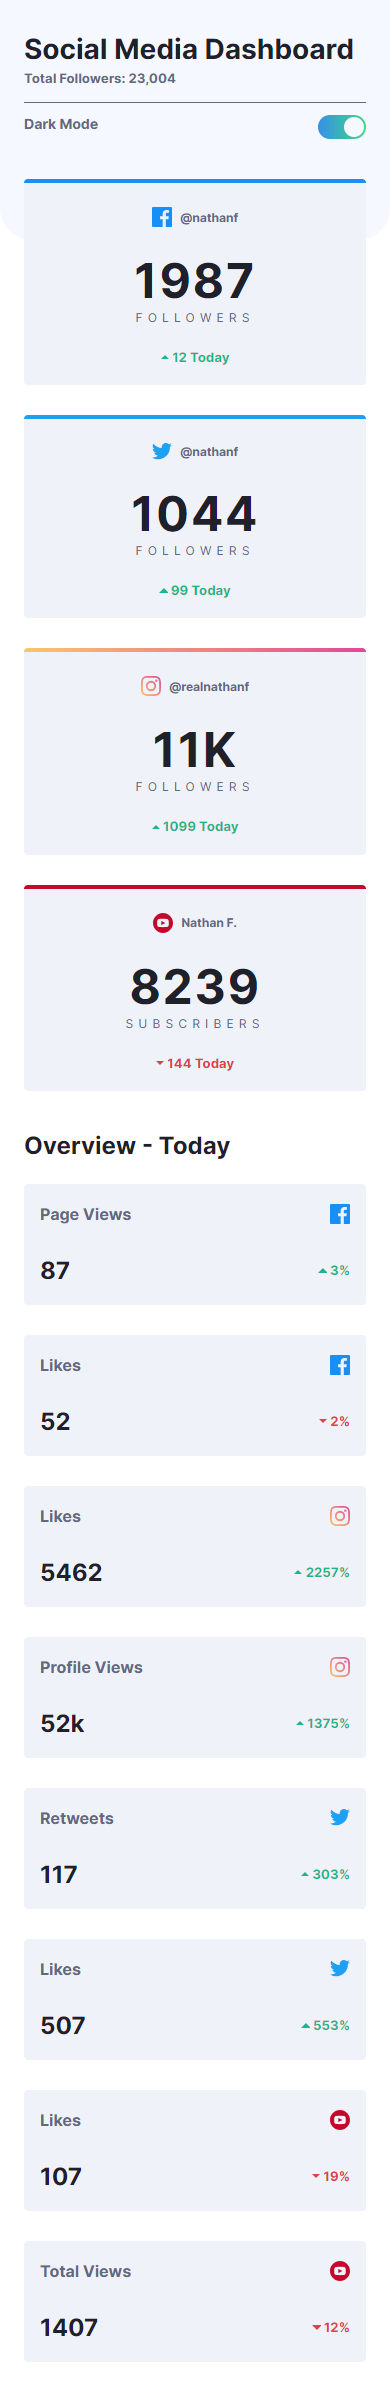 Social Media Dashboard
Total Followers: 23,004
Dark Mode
@nathanf
1987
FOLLOWERS
12 Today
@nathanf
1044
FOLLOWERS
99 Today
@realnathanf
11K
FOLLOWERS
1099 Today
Nathan F.
8239
SUBSCRIBERS
144 Today
Overview - Today
Page Views
87 3%
Likes
52 2%
Likes
5462 2257%
Profile Views
52k 1375%
Retweets
117 303%
Likes
507 553%
Likes
107 19%
Total Views
1407 12%